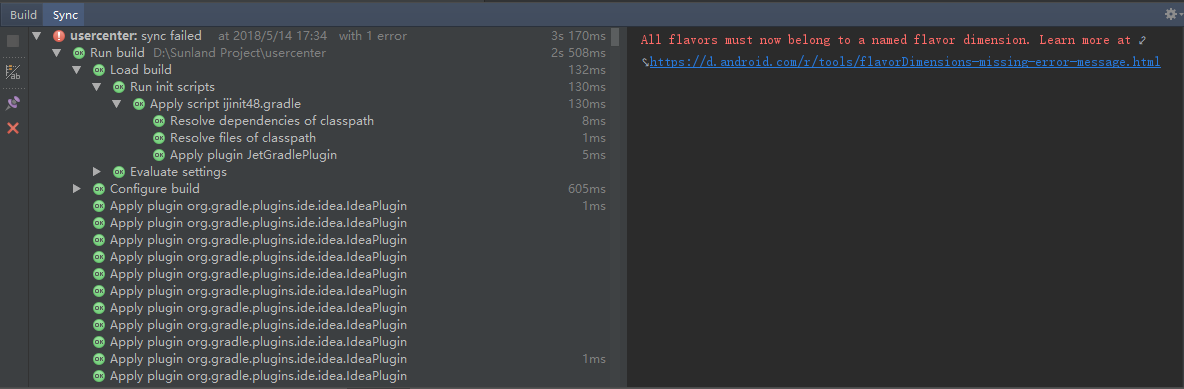 Build Sync
usercenter: sync failed at 2018/5/14 17:34 with 1 error 3s 170ms
Run build D:\Sunland Project\usercenter 2s 508ms
Load build 132ms
Run init scripts 130ms
Apply script ijinit48.gradle 130ms
Resolve dependencies of classpath 8ms
Resolve files of classpath 1ms
Apply plugin JetGradlePlugin 5ms
Evaluate settings
Configure build 605ms
Apply plugin org.gradle.plugins.ide.idea.IdeaPlugin 1ms
Apply plugin org.gradle.plugins.ide.idea.IdeaPlugin
Apply plugin org.gradle.plugins.ide.idea.IdeaPlugin
Apply plugin org.gradle.plugins.ide.idea.IdeaPlugin
Apply plugin org.gradle.plugins.ide.idea.IdeaPlugin
Apply plugin org.gradle.plugins.ide.idea.IdeaPlugin
Apply plugin org.gradle.plugins.ide.idea.IdeaPlugin
Apply plugin org.gradle.plugins.ide.idea.IdeaPlugin
Apply plugin org.gradle.plugins.ide.idea.IdeaPlugin
Apply plugin org.gradle.plugins.ide.idea.IdeaPlugin 1ms
Apply plugin org.gradle.plugins.ide.idea.IdeaPlugin
All flavors must now belong to a named flavor dimension. Learn more at
https://d.android.com/r/tools/flavorDimensions-missing-error-message.html